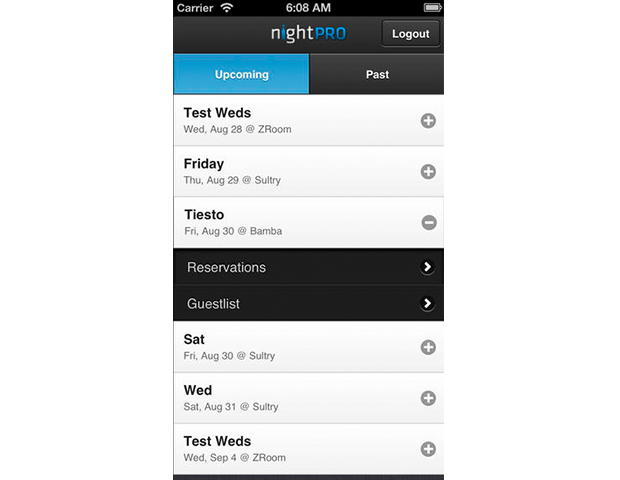 Carrier 6:08 AM
nightPRO Logout
Upcoming Past
Test Weds
Wed, Aug 28 @ ZRoom
Friday
Thu, Aug 29 @ Sultry
Tiesto
Fri, Aug 30 @ Bamba
Reservations
Guestlist
Sat
Fri, Aug 30 @ Sultry
Wed
Sat, Aug 31 @ Sultry
Test Weds
Wed, Sep 4 @ ZRoom